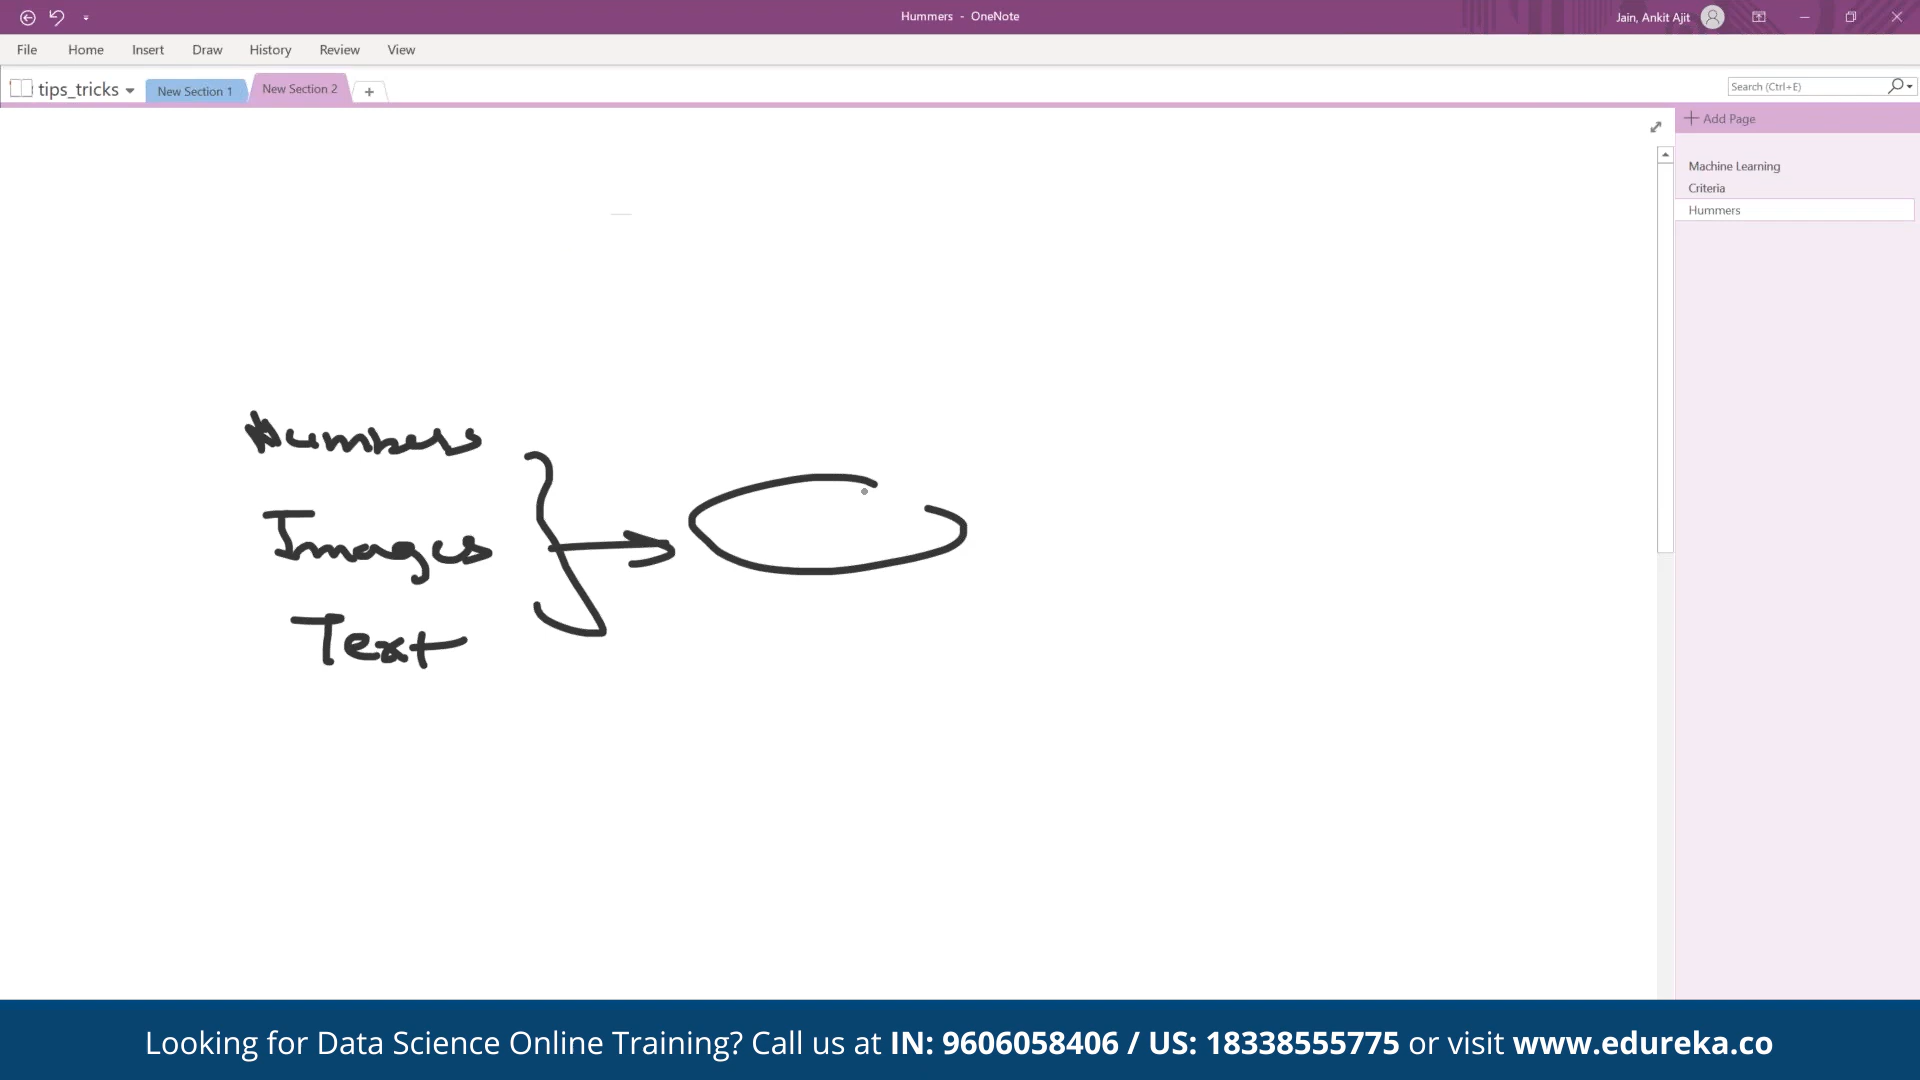 Hummers - OneNote
Jain, Ankit Ajit
File Home Insert Draw History Review View
tips_tricks New Section 1 New Section 2 +
Search (Ctrl+E)
Add Page
Machine Learning
Criteria
Hummers
Numbers
Images
Text
Looking for Data Science Online Training? Call us at IN: 9606058406 / US: 18338555775 or visit www.edureka.co